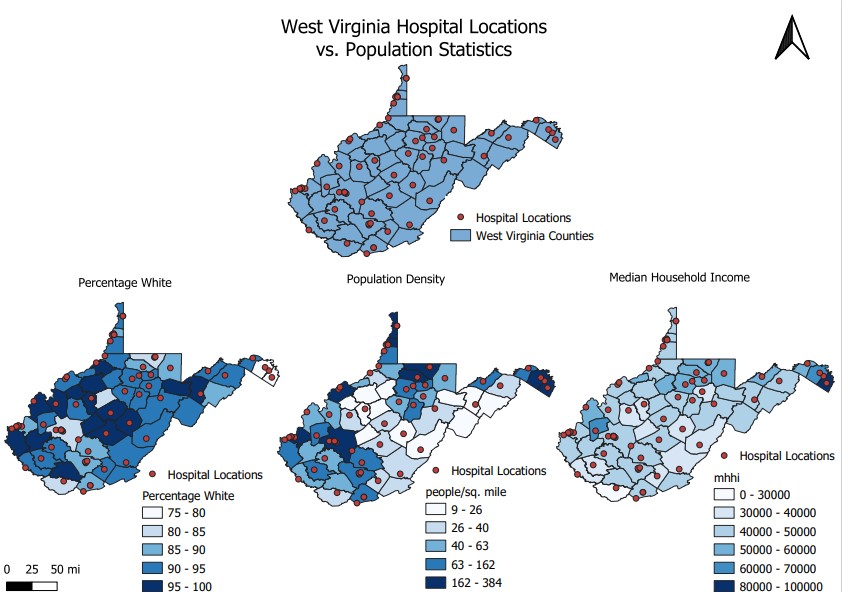 West Virginia Hospital Locations
vs. Population Statistics
Hospital Locations
West Virginia Counties
Percentage White
Population Density
Median Household Income
Hospital Locations
Percentage White
75 - 80
80 - 85
85 - 90
90 - 95
95 - 100
0 25 50 mi
Hospital Locations
people/sq. mile
9 - 26
26 - 40
40 - 63
63 - 162
162 - 384
Hospital Locations
mhhi
0 - 30000
30000 - 40000
40000 - 50000
50000 - 60000
60000 - 70000
80000 - 100000